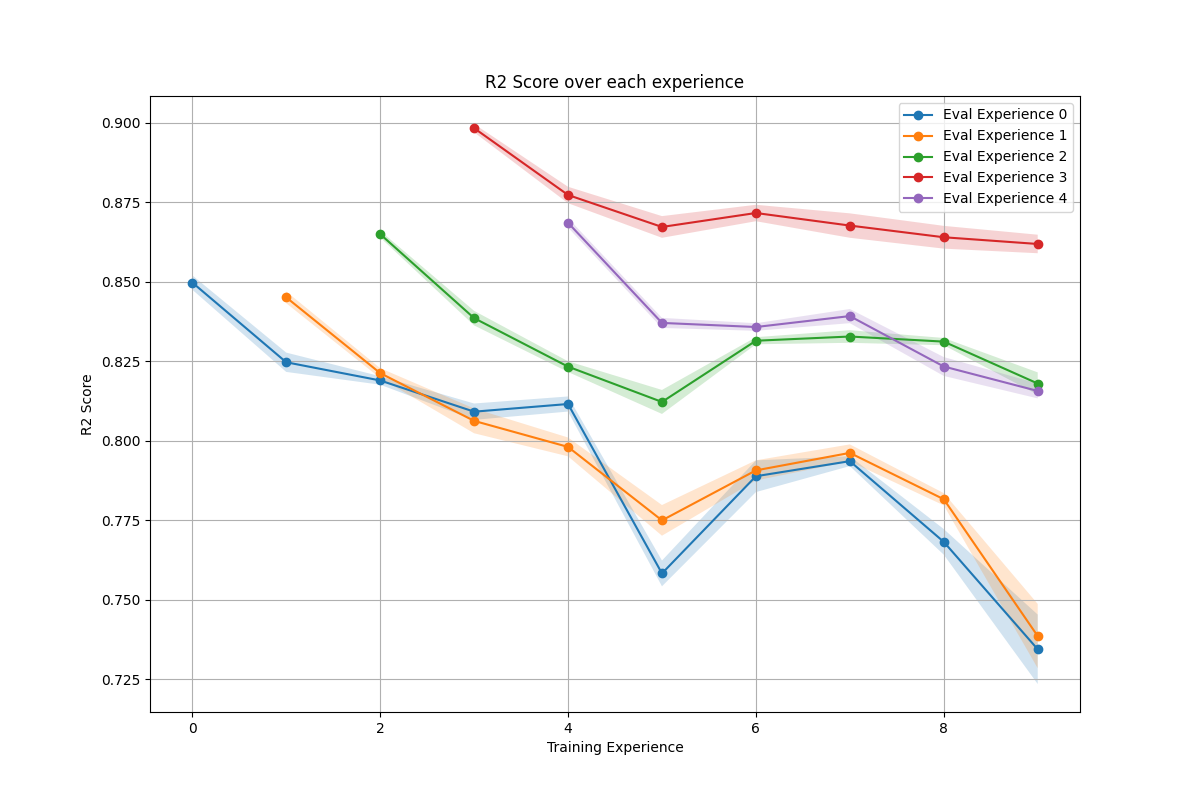 R2 Score over each experience
0.900
0.875
0.850
0.825
0.800
0.775
0.750
0.725
R2 Score
0 2 4 6 8
Training Experience
Eval Experience 0
Eval Experience 1
Eval Experience 2
Eval Experience 3
Eval Experience 4